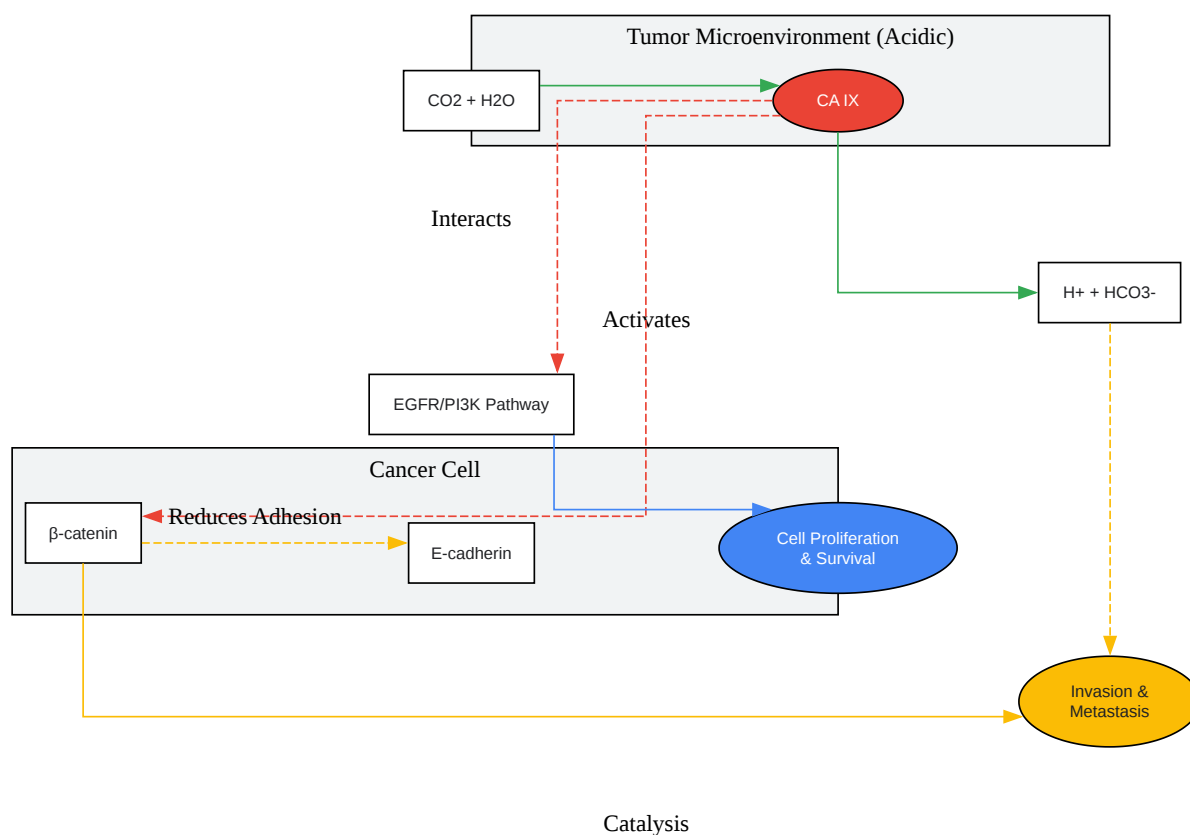 Tumor Microenvironment (Acidic)
CO2 + H2O
CA IX
Interacts
H+ + HCO3-
Activates
EGFR/PI3K Pathway
Cancer Cell
Reduces Adhesion
β-catenin
E-cadherin
Cell Proliferation
& Survival
Invasion &
Metastasis
Catalysis